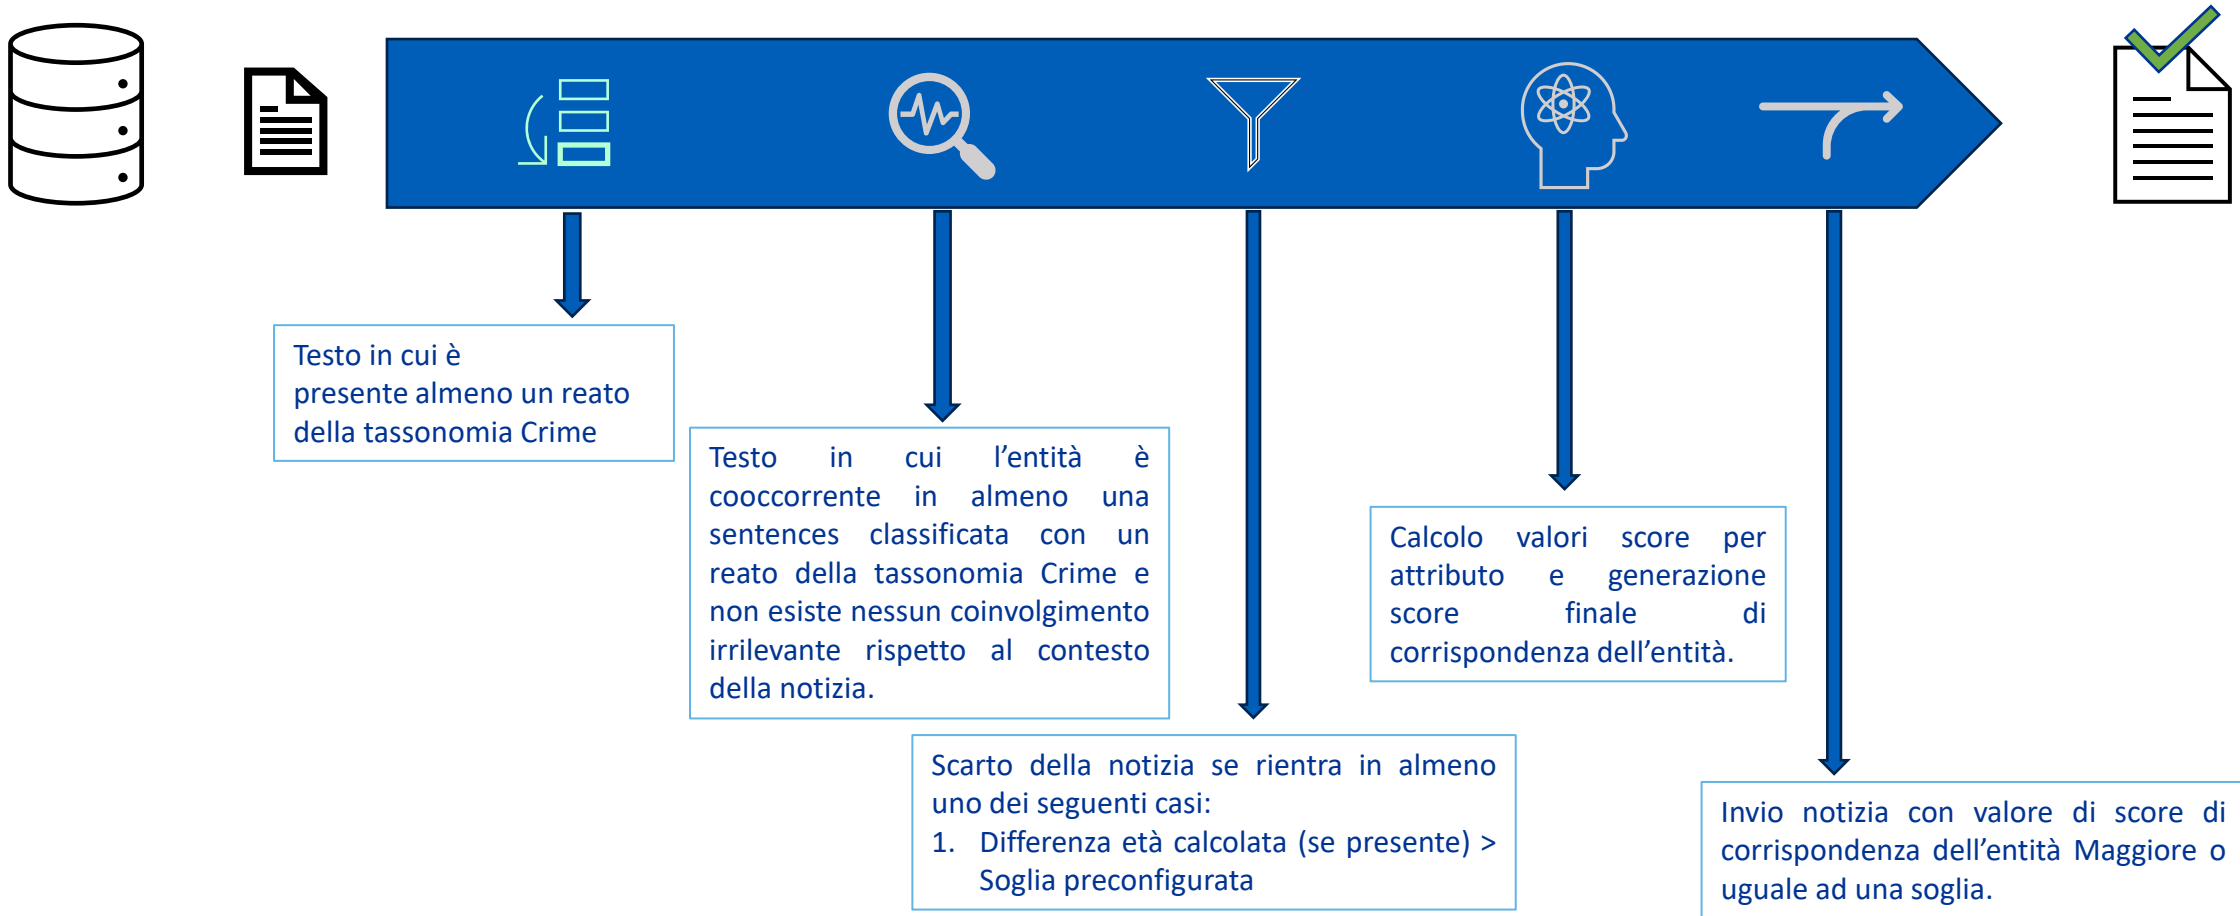 Testo in cui è
presente almeno un reato
della tassonomia Crime
Testo in cui l’entità è
cooccorrente in almeno una
sentences classificata con un
reato della tassonomia Crime e
non esiste nessun coinvolgimento
irrilevante rispetto al contesto
della notizia.
Scarto della notizia se rientra in almeno
uno dei seguenti casi:
1. Differenza età calcolata (se presente) >
Soglia preconfigurata
Calcolo valori score per
attributo e generazione
score finale di
corrispondenza dell’entità.
Invio notizia con valore di score di
corrispondenza dell’entità Maggiore o
uguale ad una soglia.